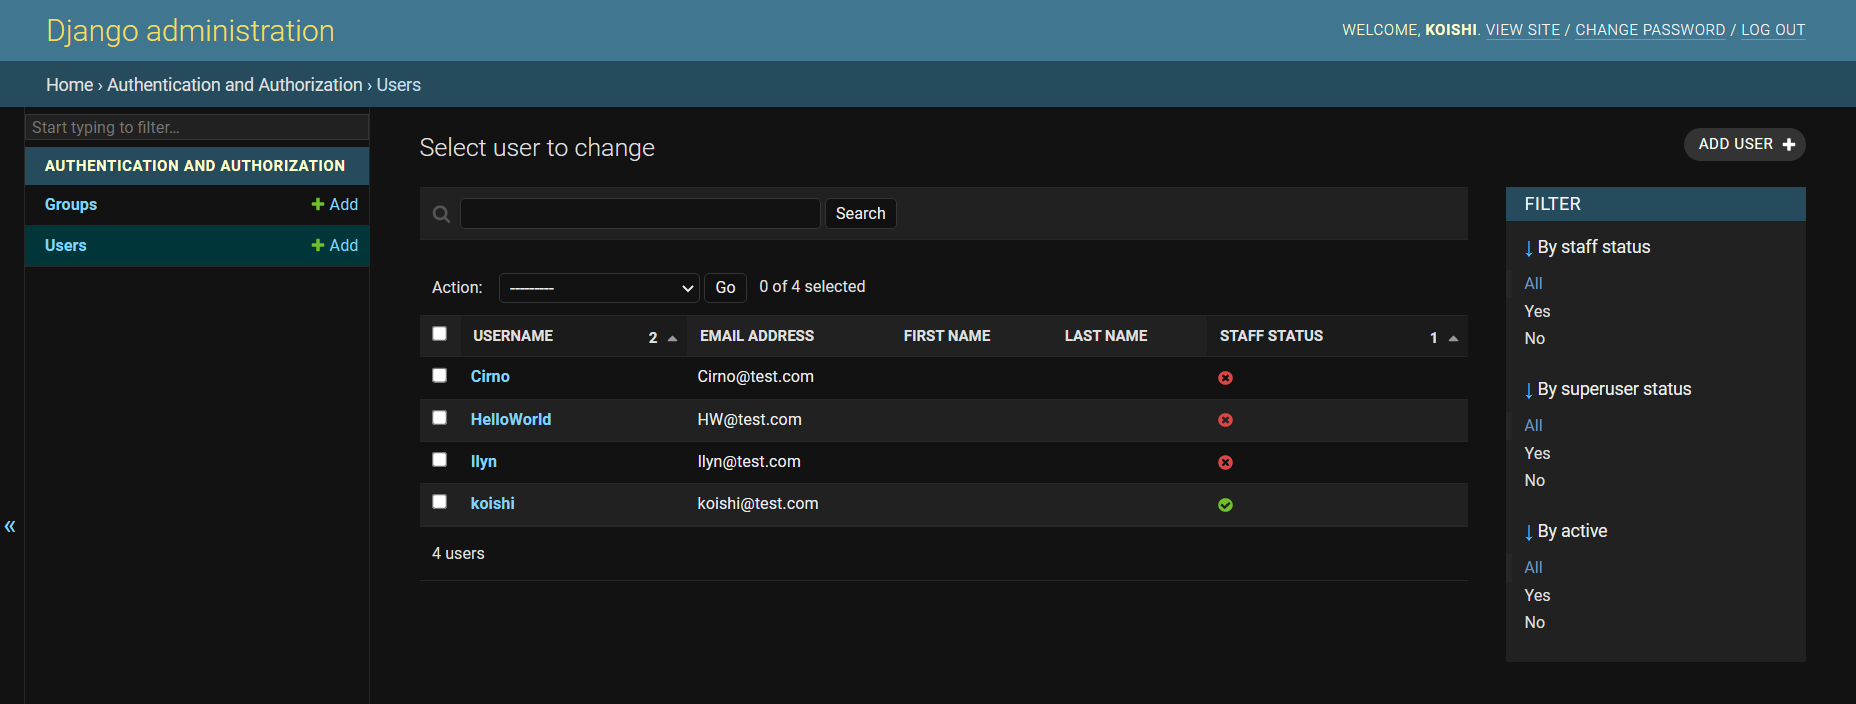 Django administration
WELCOME, KOISHI. VIEW SITE / CHANGE PASSWORD / LOG OUT
Home › Authentication and Authorization › Users
Start typing to filter…
AUTHENTICATION AND AUTHORIZATION
Groups + Add
Users + Add
«
Select user to change
ADD USER +
Search
Action: --------- Go 0 of 4 selected
USERNAME 2 EMAIL ADDRESS FIRST NAME LAST NAME STAFF STATUS 1
Cirno Cirno@test.com
HelloWorld HW@test.com
llyn llyn@test.com
koishi koishi@test.com
4 users
FILTER
↓ By staff status
All
Yes
No
↓ By superuser status
All
Yes
No
↓ By active
All
Yes
No